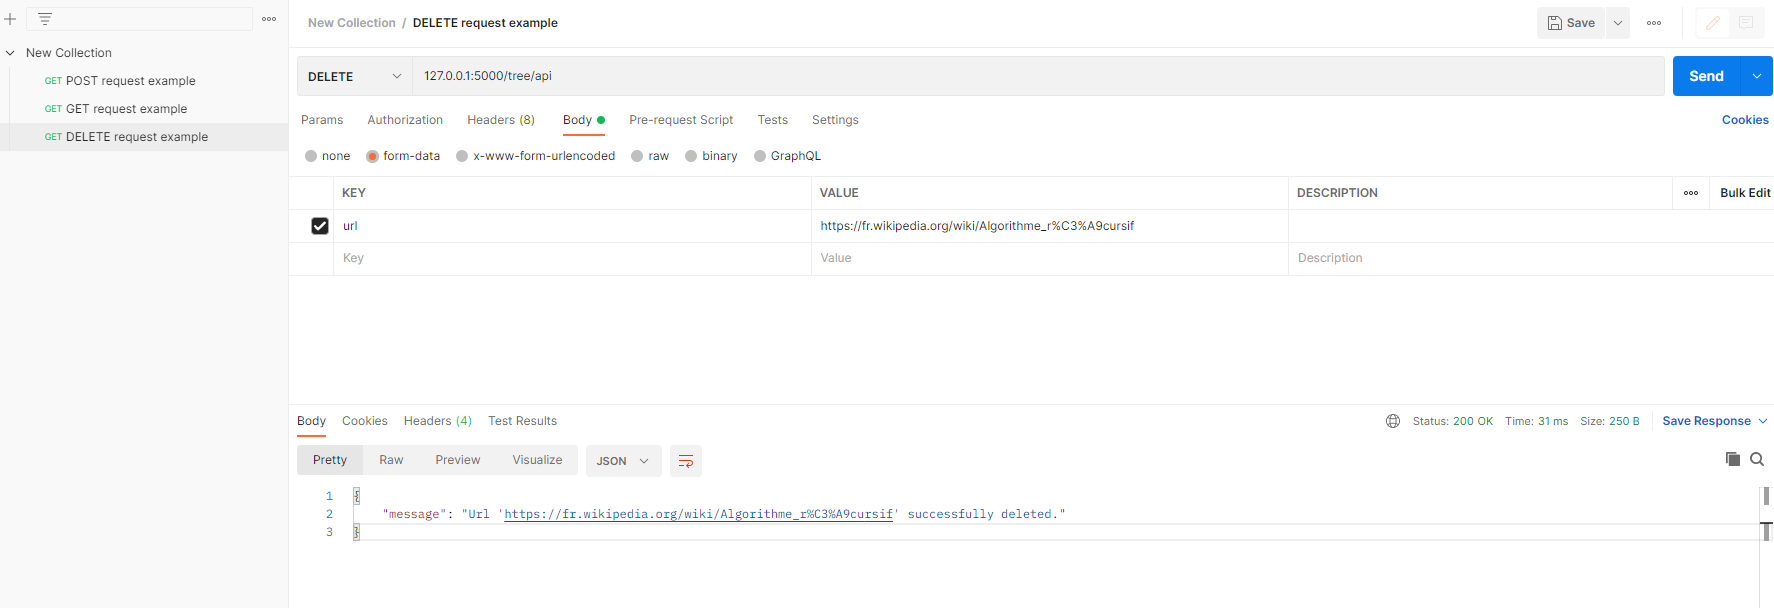 New Collection / DELETE request example
Save
New Collection
GET POST request example
GET GET request example
GET DELETE request example
DELETE 127.0.0.1:5000/tree/api
Send
Params Authorization Headers (8) Body Pre-request Script Tests Settings Cookies
none form-data x-www-form-urlencoded raw binary GraphQL
KEY VALUE DESCRIPTION Bulk Edit
url https://fr.wikipedia.org/wiki/Algorithme_r%C3%A9cursif
Key Value Description
Body Cookies Headers (4) Test Results Status: 200 OK Time: 31 ms Size: 250 B Save Response
Pretty Raw Preview Visualize JSON
1 {
2 "message": "Url 'https://fr.wikipedia.org/wiki/Algorithme_r%C3%A9cursif' successfully deleted."
3 }